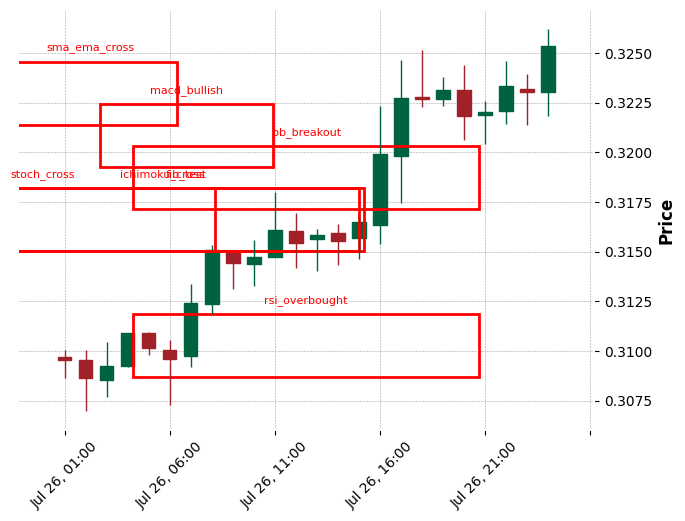 sma_ema_cross
macd_bullish
bb_breakout
stoch_cross
rsi_overbought
0.3250
0.3225
0.3200
0.3175
0.3150
0.3125
0.3100
0.3075
Price
Jul 26, 01:00
Jul 26, 06:00
Jul 26, 11:00
Jul 26, 16:00
Jul 26, 21:00